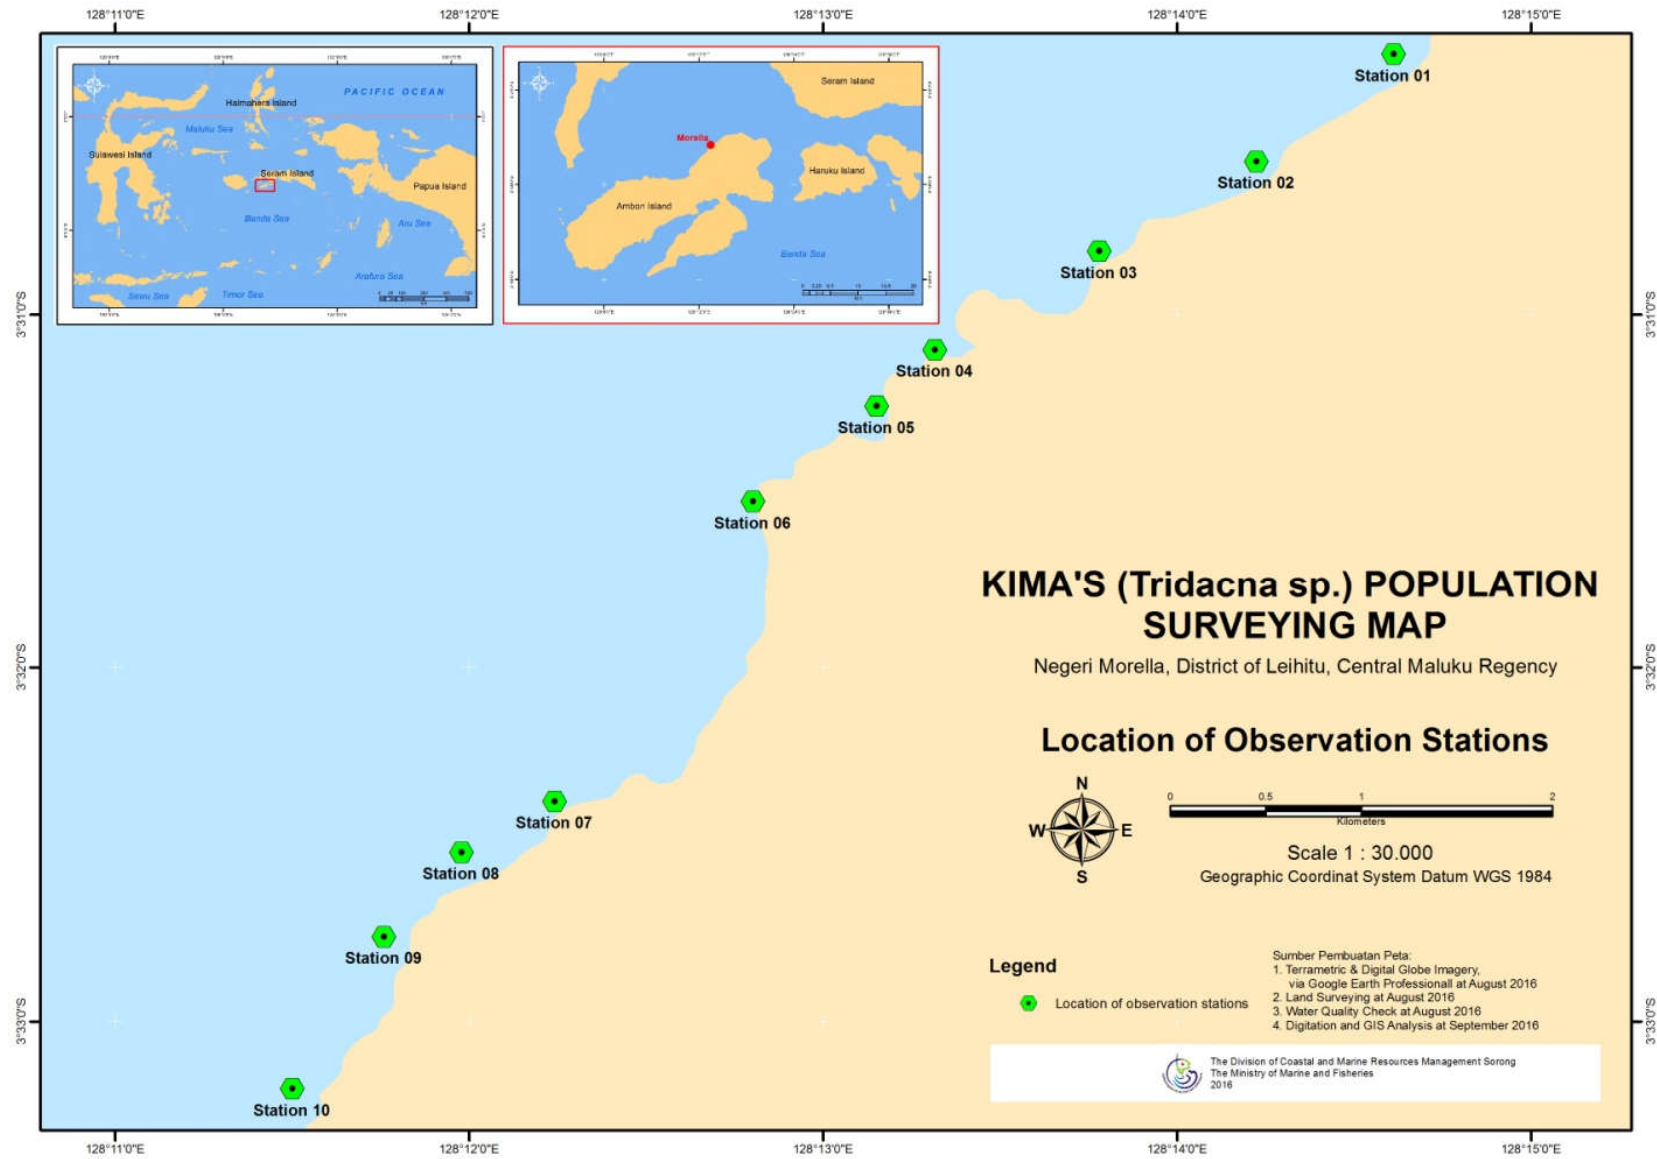 128°11'0"E 128°12'0"E 128°13'0"E 128°14'0"E 128°15'0"E
PACIFIC OCEAN
Halmahera Island
Maluku Sea
Sulawesi Island
Seram Island
Papua Island
Banda Sea
Aru Sea
Arafura Sea
Sawu Sea
Timor Sea
Seram Island
Morella
Haruku Island
Ambon Island
Banda Sea
Station 01
Station 02
Station 03
3°31'0"S 3°31'0"S
Station 04
Station 05
Station 06
KIMA'S (Tridacna sp.) POPULATION
SURVEYING MAP
3°32'0"S 3°32'0"S
Negeri Morella, District of Leihitu, Central Maluku Regency
Location of Observation Stations
N
W E
S
0 0.5 1 2
Kilometers
Scale 1 : 30.000
Geographic Coordinat System Datum WGS 1984
Station 07
Station 08
Station 09
Station 10
3°33'0"S 3°33'0"S
Legend
Location of observation stations
Sumber Pembuatan Peta:
1. Terrametric & Digital Globe Imagery,
via Google Earth Professionall at August 2016
2. Land Surveying at August 2016
3. Water Quality Check at August 2016
4. Digitation and GIS Analysis at September 2016
The Division of Coastal and Marine Resources Management Sorong
The Ministry of Marine and Fisheries
2016
128°11'0"E 128°12'0"E 128°13'0"E 128°14'0"E 128°15'0"E